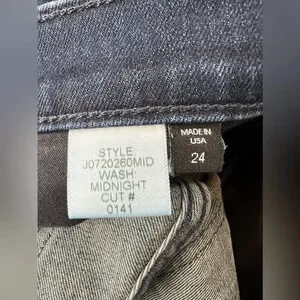 STYLE
J0720260MID
WASH:
MIDNIGHT
CUT #
0141
MADE IN
USA
24